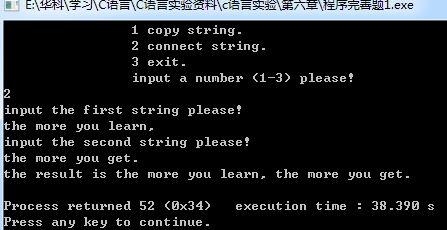 E:\华科\学习\C语言\C语言实验资料\c语言实验\第六章\程序完善题1.exe
1 copy string.
2 connect string.
3 exit.
input a number (1-3) please!
2
input the first string please!
the more you learn,
input the second string please!
the more you get.
the result is the more you learn, the more you get.
Process returned 52 (0x34)   execution time : 38.390 s
Press any key to continue.